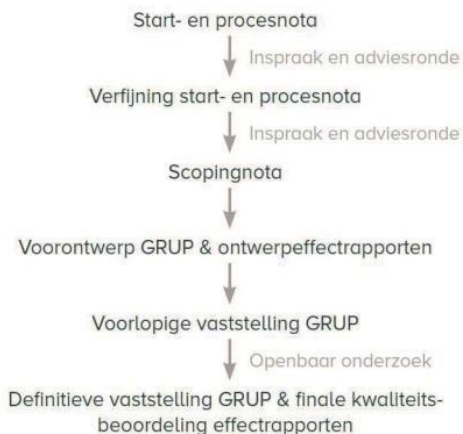 Start- en procesnota
Inspraak en adviesronde
Verfijning start- en procesnota
Inspraak en adviesronde
Scopingnota
Voorontwerp GRUP & ontwerpeffectrapporten
Voorlopige vaststelling GRUP
Openbaar onderzoek
Definitieve vaststelling GRUP & finale kwaliteits-
beoordeling effectrapporten